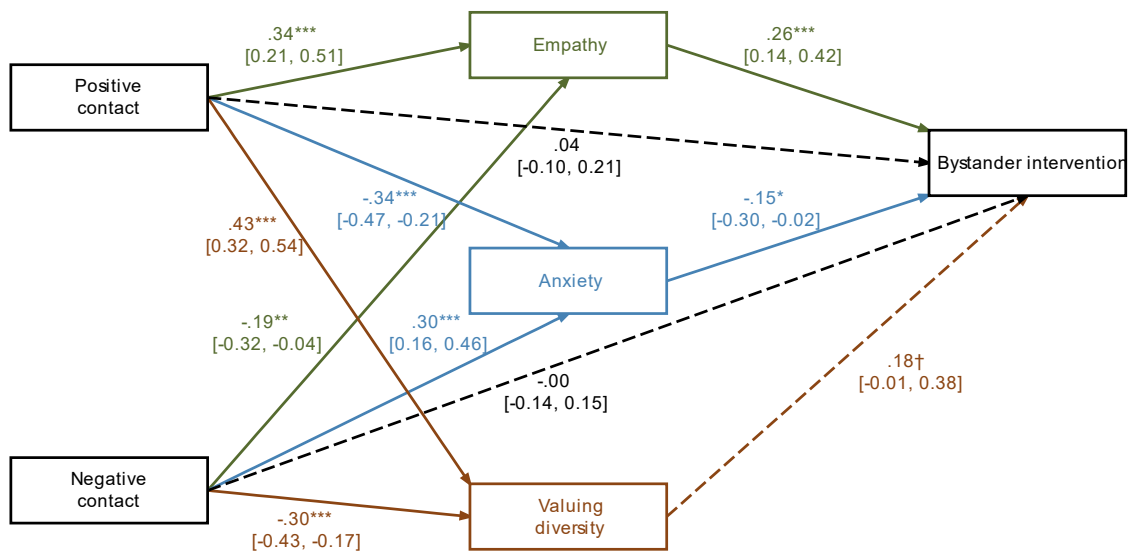 .34***
[0.21, 0.51]
Empathy
.26***
[0.14, 0.42]
Positive
contact
.04
[-0.10, 0.21]
Bystander intervention
-.34***
[-0.47, -0.21]
-.15*
[-0.30, -0.02]
.43***
[0.32, 0.54]
Anxiety
-.19**
[-0.32, -0.04]
.30***
[0.16, 0.46]
-.00
[-0.14, 0.15]
.18†
[-0.01, 0.38]
Negative
contact
-.30***
[-0.43, -0.17]
Valuing
diversity